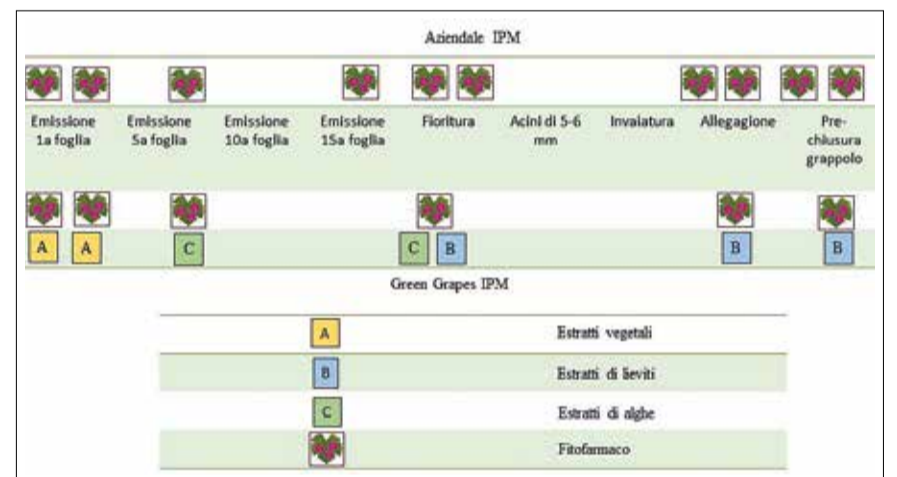 Aziendale IPM
Emissione 1a foglia
Emissione 5a foglia
Emissione 10a foglia
Emissione 15a foglia
Fioritura
Acini di 5-6 mm
Invaiatura
Allegagione
Pre-chiusura grappolo
A A C C B B B
Green Grapes IPM
A Estratti vegetali
B Estratti di lieviti
C Estratti di alghe
Fitofarmaco